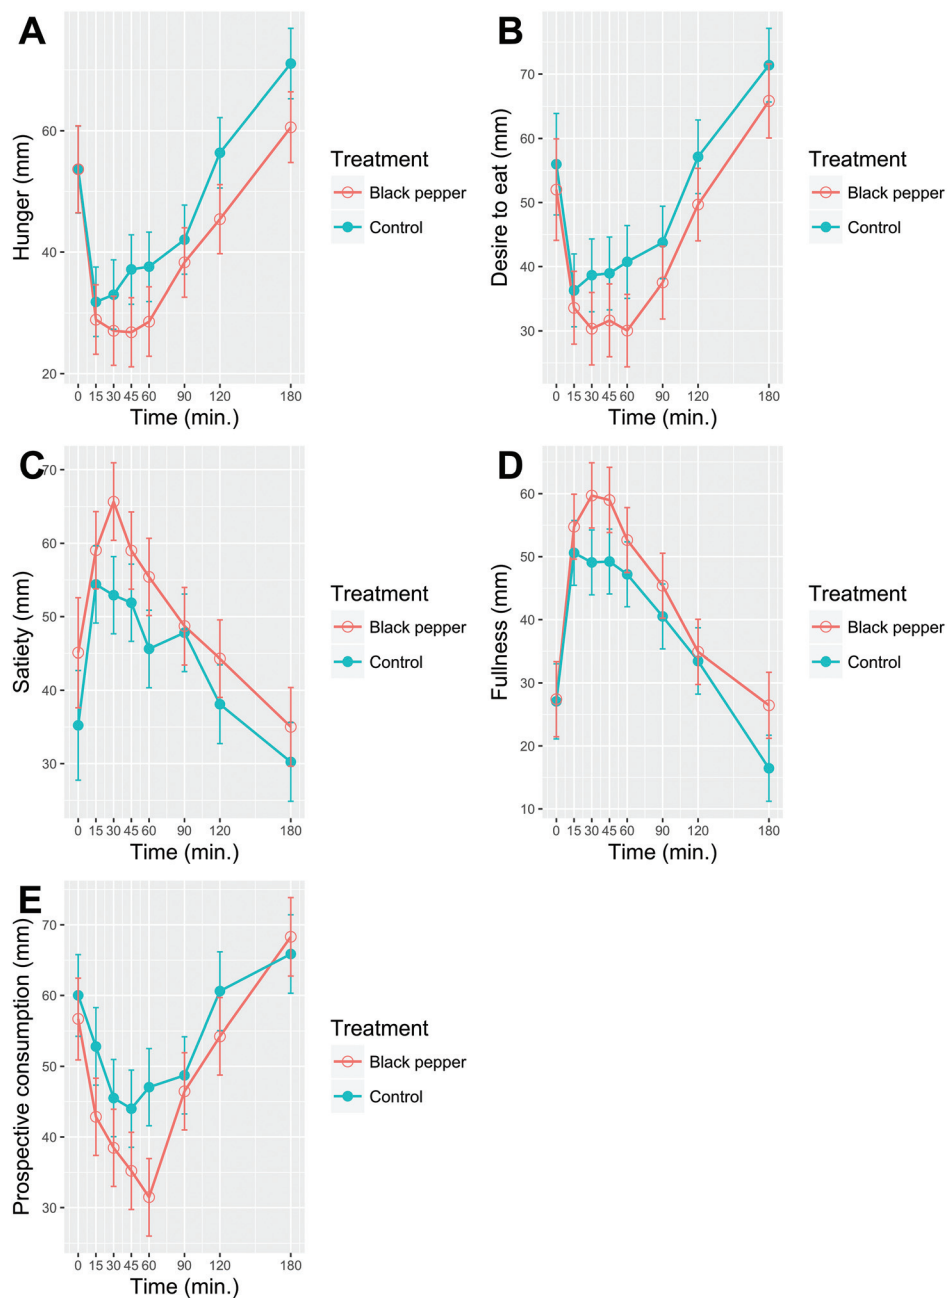 A
Hunger (mm)
60
40
20
0 15 30 45 60 90 120 180
Time (min.)
Treatment
Black pepper
Control
B
Desire to eat (mm)
70
60
50
40
30
0 15 30 45 60 90 120 180
Time (min.)
Treatment
Black pepper
Control
C
Satiety (mm)
70
60
50
40
30
0 15 30 45 60 90 120 180
Time (min.)
Treatment
Black pepper
Control
D
Fullness (mm)
60
50
40
30
20
10
0 15 30 45 60 90 120 180
Time (min.)
Treatment
Black pepper
Control
E
Prospective consumption (mm)
70
60
50
40
30
0 15 30 45 60 90 120 180
Time (min.)
Treatment
Black pepper
Control